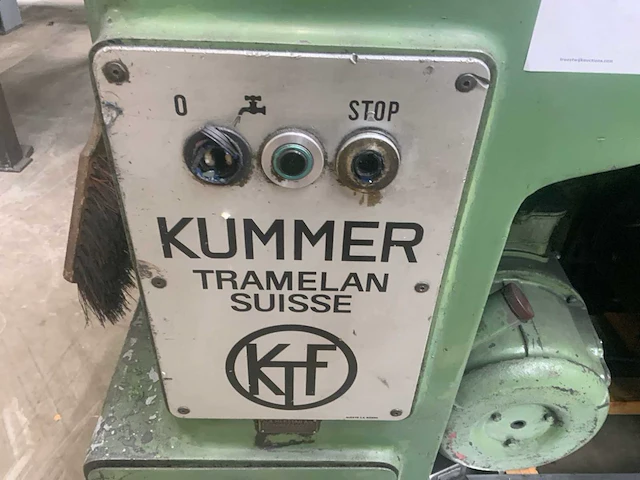 O STOP
KUMMER
TRAMELAN
SUISSE
KTF